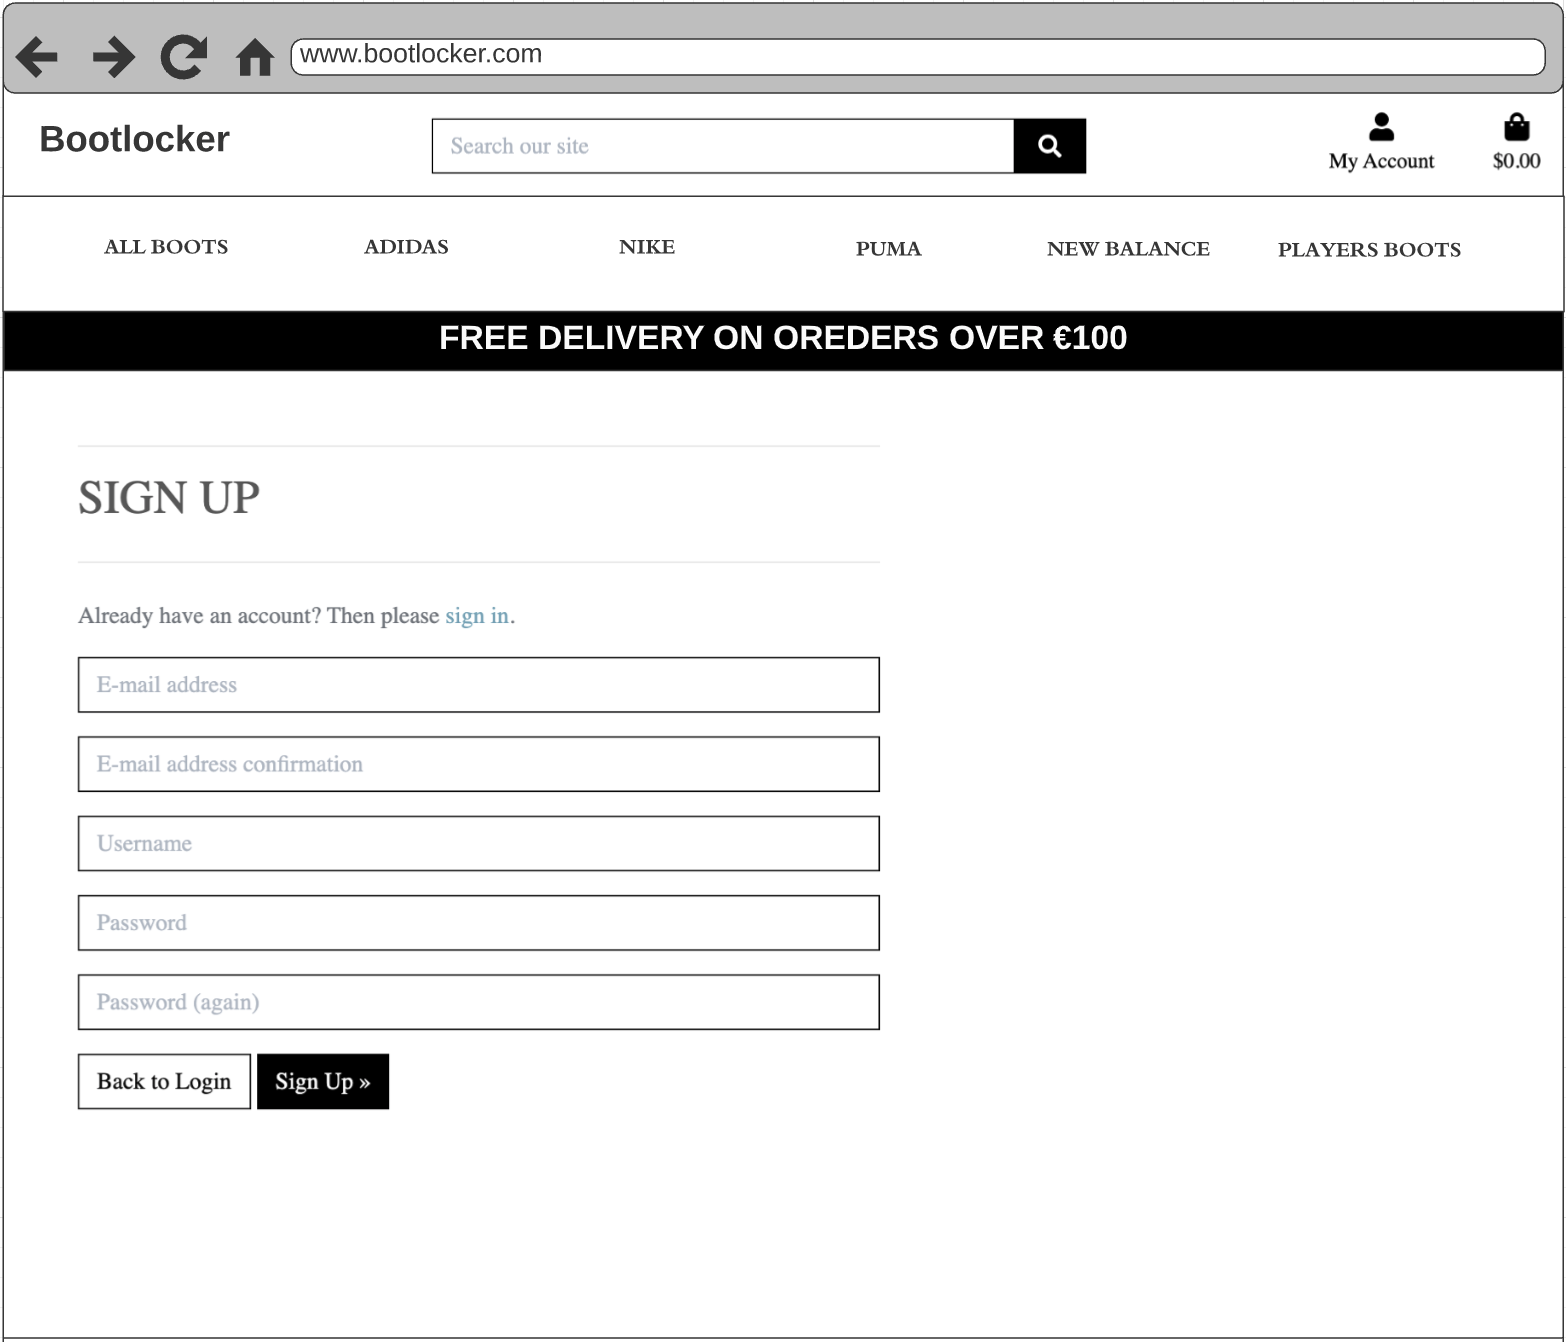 www.bootlocker.com
Bootlocker
Search our site
My Account
$0.00
ALL BOOTS
ADIDAS
NIKE
PUMA
NEW BALANCE
PLAYERS BOOTS
FREE DELIVERY ON OREDERS OVER €100
SIGN UP
Already have an account? Then please sign in.
E-mail address
E-mail address confirmation
Username
Password
Password (again)
Back to Login
Sign Up »